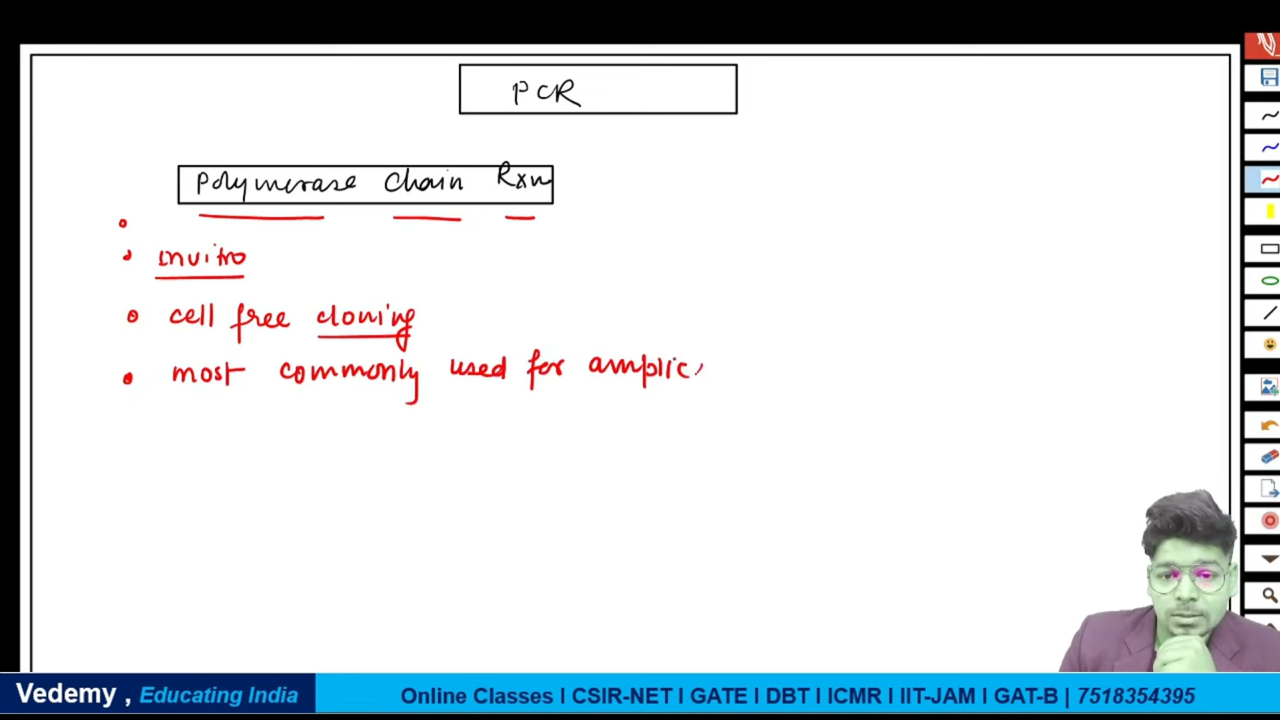 PCR
Polymerase Chain Rxn
invitro
cell free cloning
most commonly used for amplic
Vedemy , Educating India
Online Classes I CSIR-NET I GATE I DBT I ICMR I IIT-JAM I GAT-B | 7518354395